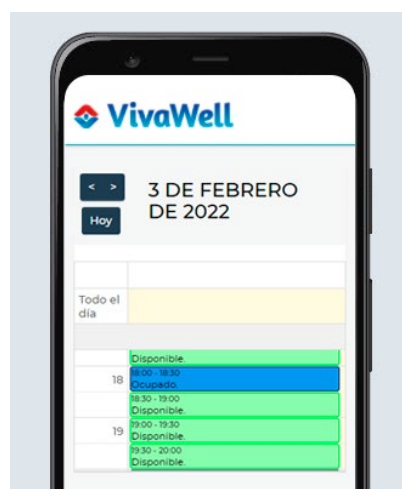 VivaWell
< >
3 DE FEBRERO
DE 2022
Hoy
Todo el
día
Disponible.
18
18:00 - 18:30
Ocupado.
18:30 - 19:00
Disponible.
19
19:00 - 19:30
Disponible.
19:30 - 20:00
Disponible.